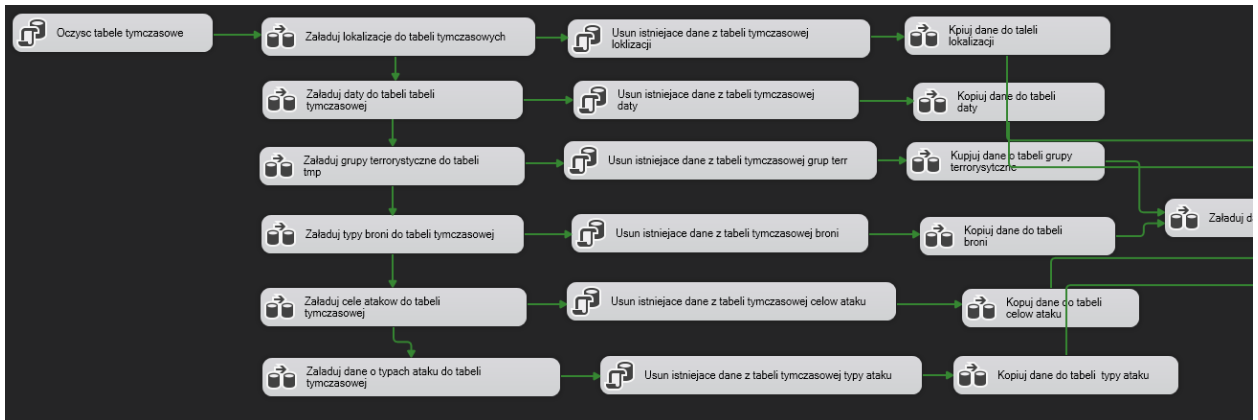 Oczysc tabele tymczasowe
Załaduj lokalizacje do tabeli tymczasowych
Usun istniejace dane z tabeli tymczasowej
loklizacji
Kpiuj dane do taleli
lokalizacji
Załaduj daty do tabeli tabeli
tymczasowej
Usun istniejace dane z tabeli tymczasowej
daty
Kopiuj dane do tabeli
daty
Załaduj grupy terrorystyczne do tabeli
tmp
Usun istniejace dane z tabeli tymczasowej grup terr
Kupjuj dane o tabeli grupy
terrorysytczne
Załaduj typy broni do tabeli tymczasowej
Usun istniejace dane z tabeli tymczasowej broni
Kopiuj dane do tabeli
broni
Załaduj
Załaduj cele atakow do tabeli
tymczasowej
Usun istniejace dane z tabeli tymczasowej celow ataku
Kopuj dane do tabeli
celow ataku
Zaladuj dane o typach ataku do tabeli
tymczasowej
Usun istniejace dane z tabeli tymczasowej typy ataku
Kopiuj dane do tabeli typy ataku